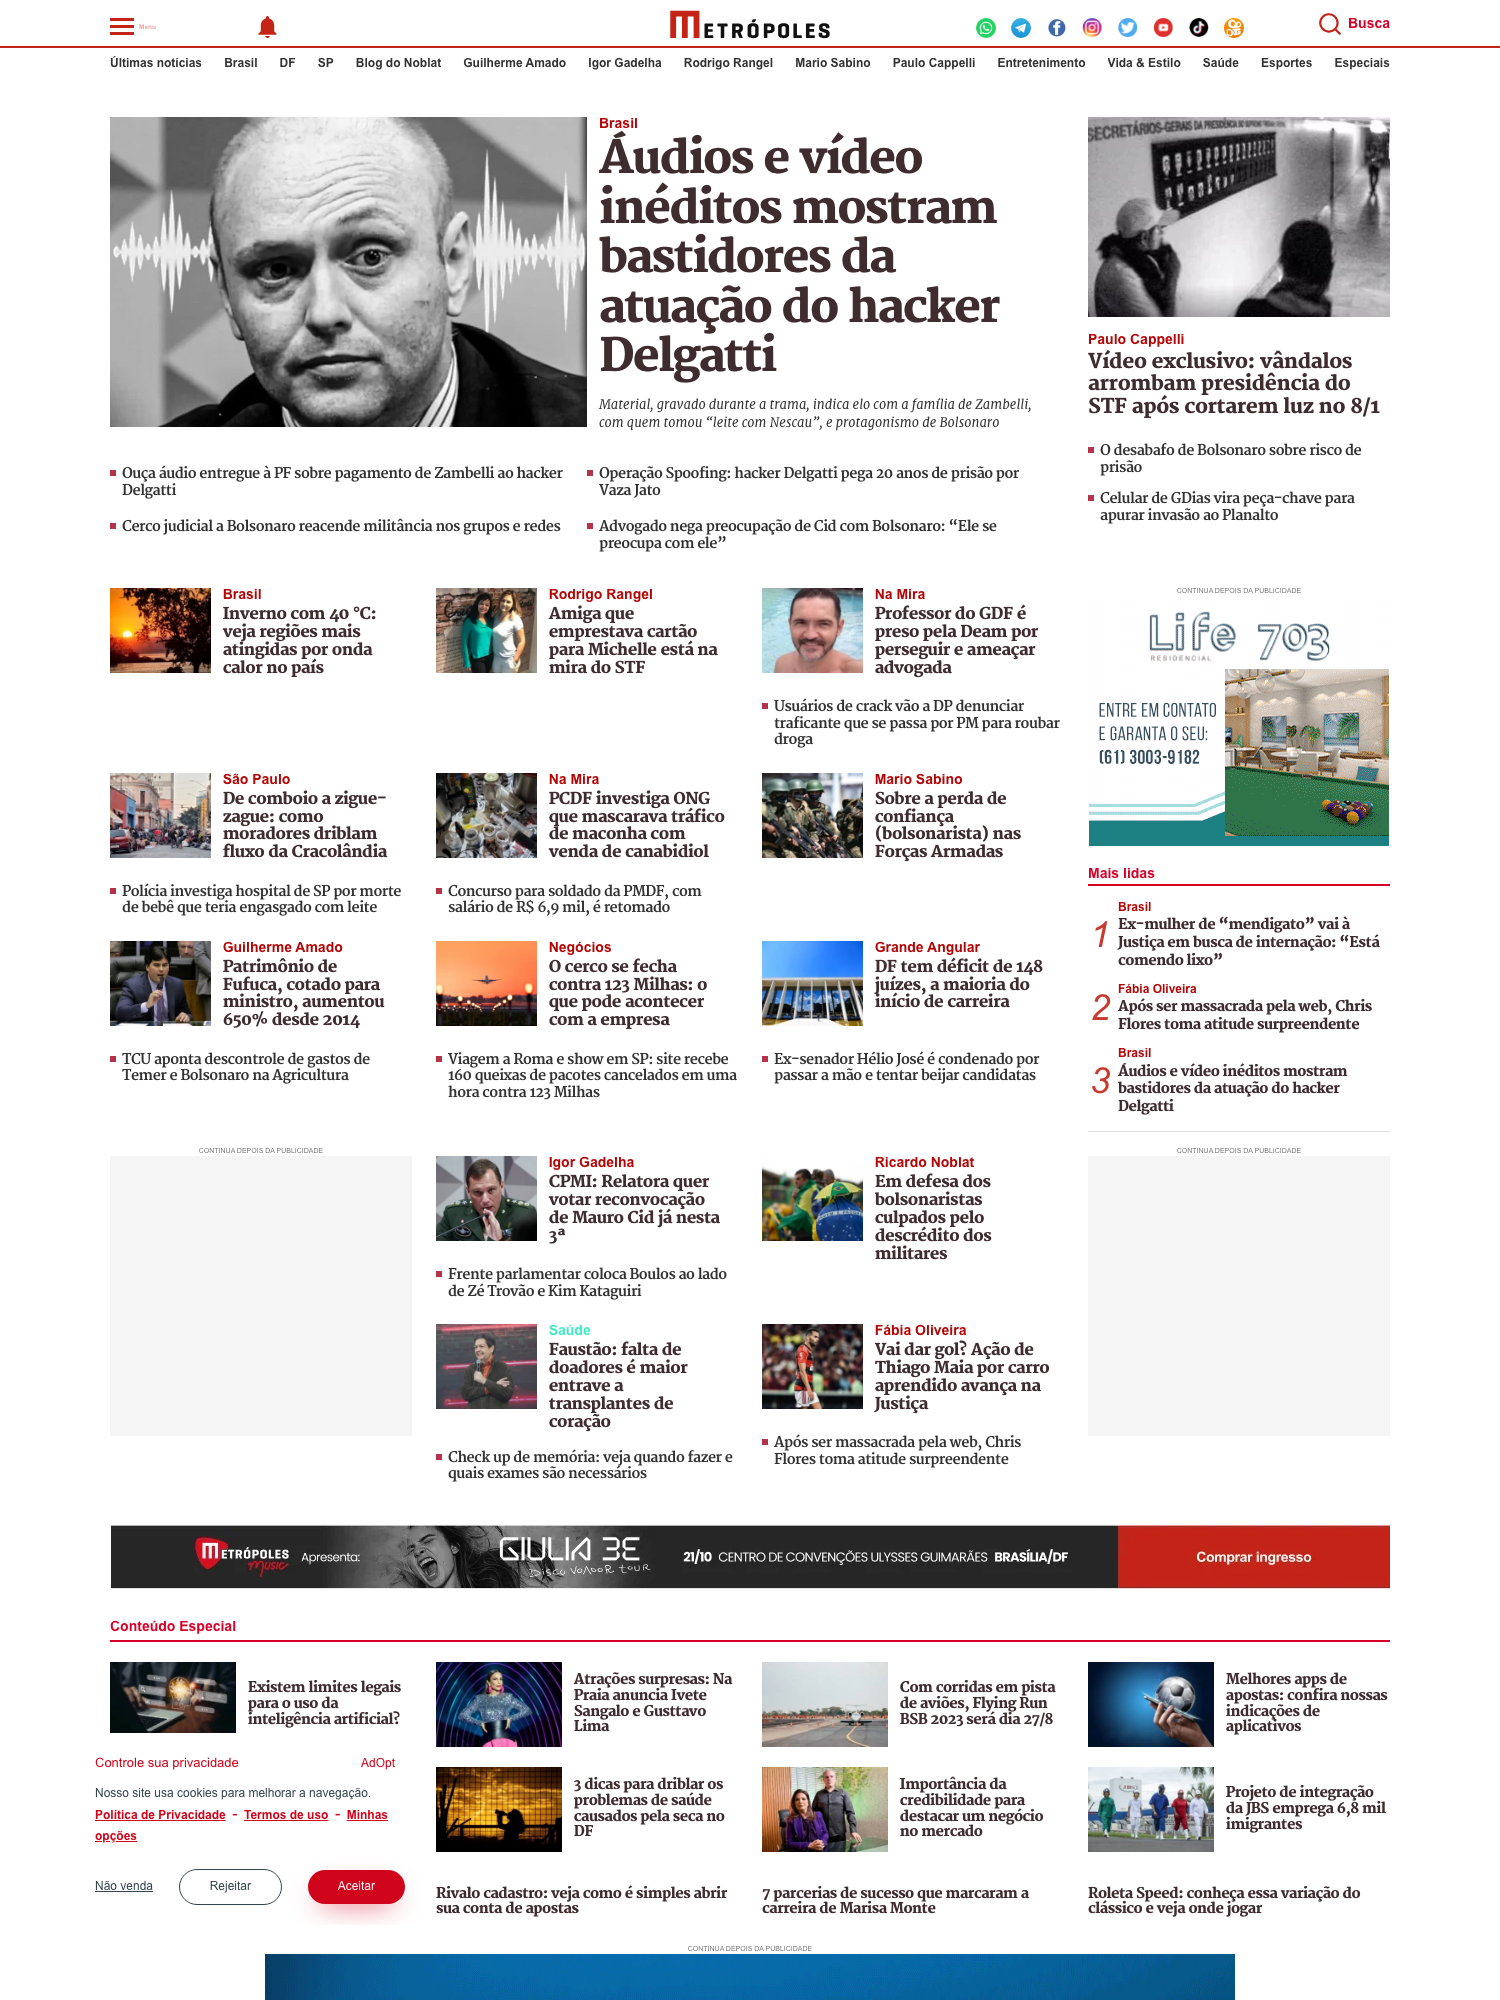 Menu
METRÓPOLES
Busca
Últimas notícias Brasil DF SP Blog do Noblat Guilherme Amado Igor Gadelha Rodrigo Rangel Mario Sabino Paulo Cappelli Entretenimento Vida & Estilo Saúde Esportes Especiais
Brasil
Áudios e vídeo
inéditos mostram
bastidores da
atuação do hacker
Delgatti
Material, gravado durante a trama, indica elo com a família de Zambelli,
com quem tomou “leite com Nescau”, e protagonismo de Bolsonaro
Ouça áudio entregue à PF sobre pagamento de Zambelli ao hacker
Delgatti
Operação Spoofing: hacker Delgatti pega 20 anos de prisão por
Vaza Jato
Cerco judicial a Bolsonaro reacende militância nos grupos e redes
Advogado nega preocupação de Cid com Bolsonaro: “Ele se
preocupa com ele”
SECRETÁRIOS-GERAIS DA PRESIDÊNCIA DO SUPREMO TRIBUNAL
Paulo Cappelli
Vídeo exclusivo: vândalos
arrombam presidência do
STF após cortarem luz no 8/1
O desabafo de Bolsonaro sobre risco de
prisão
Celular de GDias vira peça-chave para
apurar invasão ao Planalto
Brasil
Inverno com 40 °C:
veja regiões mais
atingidas por onda
calor no país
Rodrigo Rangel
Amiga que
emprestava cartão
para Michelle está na
mira do STF
Na Mira
Professor do GDF é
preso pela Deam por
perseguir e ameaçar
advogada
Usuários de crack vão a DP denunciar
traficante que se passa por PM para roubar
droga
CONTINUA DEPOIS DA PUBLICIDADE
Life 703
RESIDENCIAL
ENTRE EM CONTATO
E GARANTA O SEU:
(61) 3003-9182
São Paulo
De comboio a zigue-
zague: como
moradores driblam
fluxo da Cracolândia
Polícia investiga hospital de SP por morte
de bebê que teria engasgado com leite
Na Mira
PCDF investiga ONG
que mascarava tráfico
de maconha com
venda de canabidiol
Concurso para soldado da PMDF, com
salário de R$ 6,9 mil, é retomado
Mario Sabino
Sobre a perda de
confiança
(bolsonarista) nas
Forças Armadas
Mais lidas
1
Brasil
Ex-mulher de “mendigato” vai à
Justiça em busca de internação: “Está
comendo lixo”
2
Fábia Oliveira
Após ser massacrada pela web, Chris
Flores toma atitude surpreendente
3
Brasil
Áudios e vídeo inéditos mostram
bastidores da atuação do hacker
Delgatti
Guilherme Amado
Patrimônio de
Fufuca, cotado para
ministro, aumentou
650% desde 2014
TCU aponta descontrole de gastos de
Temer e Bolsonaro na Agricultura
Negócios
O cerco se fecha
contra 123 Milhas: o
que pode acontecer
com a empresa
Viagem a Roma e show em SP: site recebe
160 queixas de pacotes cancelados em uma
hora contra 123 Milhas
Grande Angular
DF tem déficit de 148
juízes, a maioria do
início de carreira
Ex-senador Hélio José é condenado por
passar a mão e tentar beijar candidatas
CONTINUA DEPOIS DA PUBLICIDADE
Igor Gadelha
CPMI: Relatora quer
votar reconvocação
de Mauro Cid já nesta
3ª
Frente parlamentar coloca Boulos ao lado
de Zé Trovão e Kim Kataguiri
Ricardo Noblat
Em defesa dos
bolsonaristas
culpados pelo
descrédito dos
militares
CONTINUA DEPOIS DA PUBLICIDADE
Saúde
Faustão: falta de
doadores é maior
entrave a
transplantes de
coração
Check up de memória: veja quando fazer e
quais exames são necessários
Fábia Oliveira
Vai dar gol? Ação de
Thiago Maia por carro
aprendido avança na
Justiça
Após ser massacrada pela web, Chris
Flores toma atitude surpreendente
METRÓPOLES
Music
Apresenta:
GIULIA BE
DISCO VOADOR TOUR
21/10 CENTRO DE CONVENÇÕES ULYSSES GUIMARÃES BRASÍLIA/DF
Comprar ingresso
Conteúdo Especial
Existem limites legais
para o uso da
inteligência artificial?
Atrações surpresas: Na
Praia anuncia Ivete
Sangalo e Gusttavo
Lima
Com corridas em pista
de aviões, Flying Run
BSB 2023 será dia 27/8
Melhores apps de
apostas: confira nossas
indicações de
aplicativos
3 dicas para driblar os
problemas de saúde
causados pela seca no
DF
Importância da
credibilidade para
destacar um negócio
no mercado
Projeto de integração
da JBS emprega 6,8 mil
imigrantes
Rivalo cadastro: veja como é simples abrir
sua conta de apostas
7 parcerias de sucesso que marcaram a
carreira de Marisa Monte
Roleta Speed: conheça essa variação do
clássico e veja onde jogar
Controle sua privacidade
AdOpt
Nosso site usa cookies para melhorar a navegação.
Política de Privacidade - Termos de uso - Minhas
opções
Não venda
Rejeitar
Aceitar
CONTINUA DEPOIS DA PUBLICIDADE